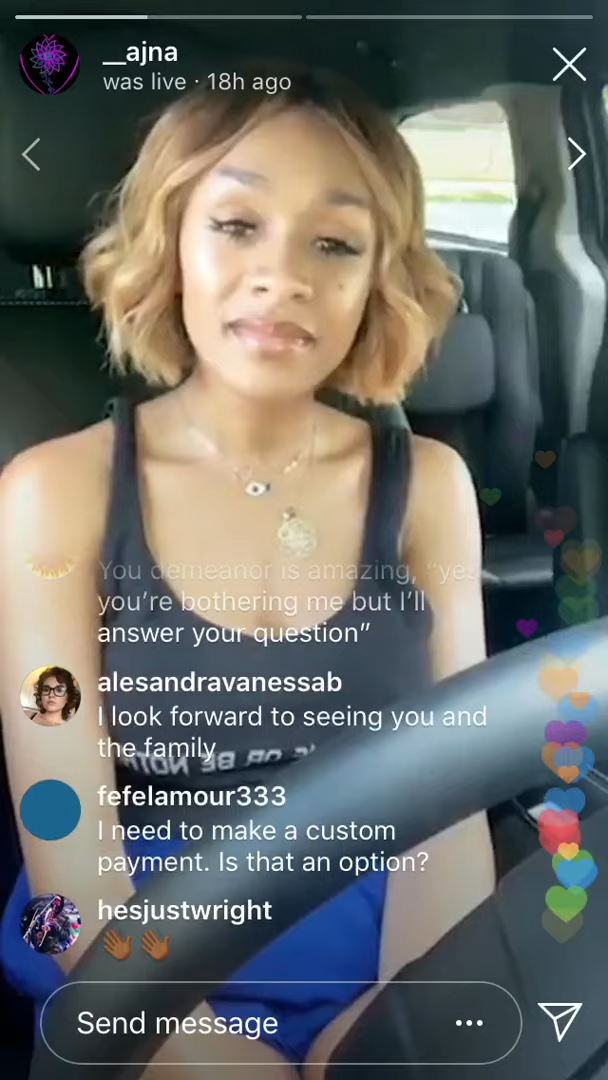 __ajna
was live · 18h ago
You demeanor is amazing, “yes
you’re bothering me but I’ll
answer your question”
alesandravanessab
I look forward to seeing you and
the family
fefelamour333
I need to make a custom
payment. Is that an option?
hesjustwright
👋🏾👋🏾
Send message